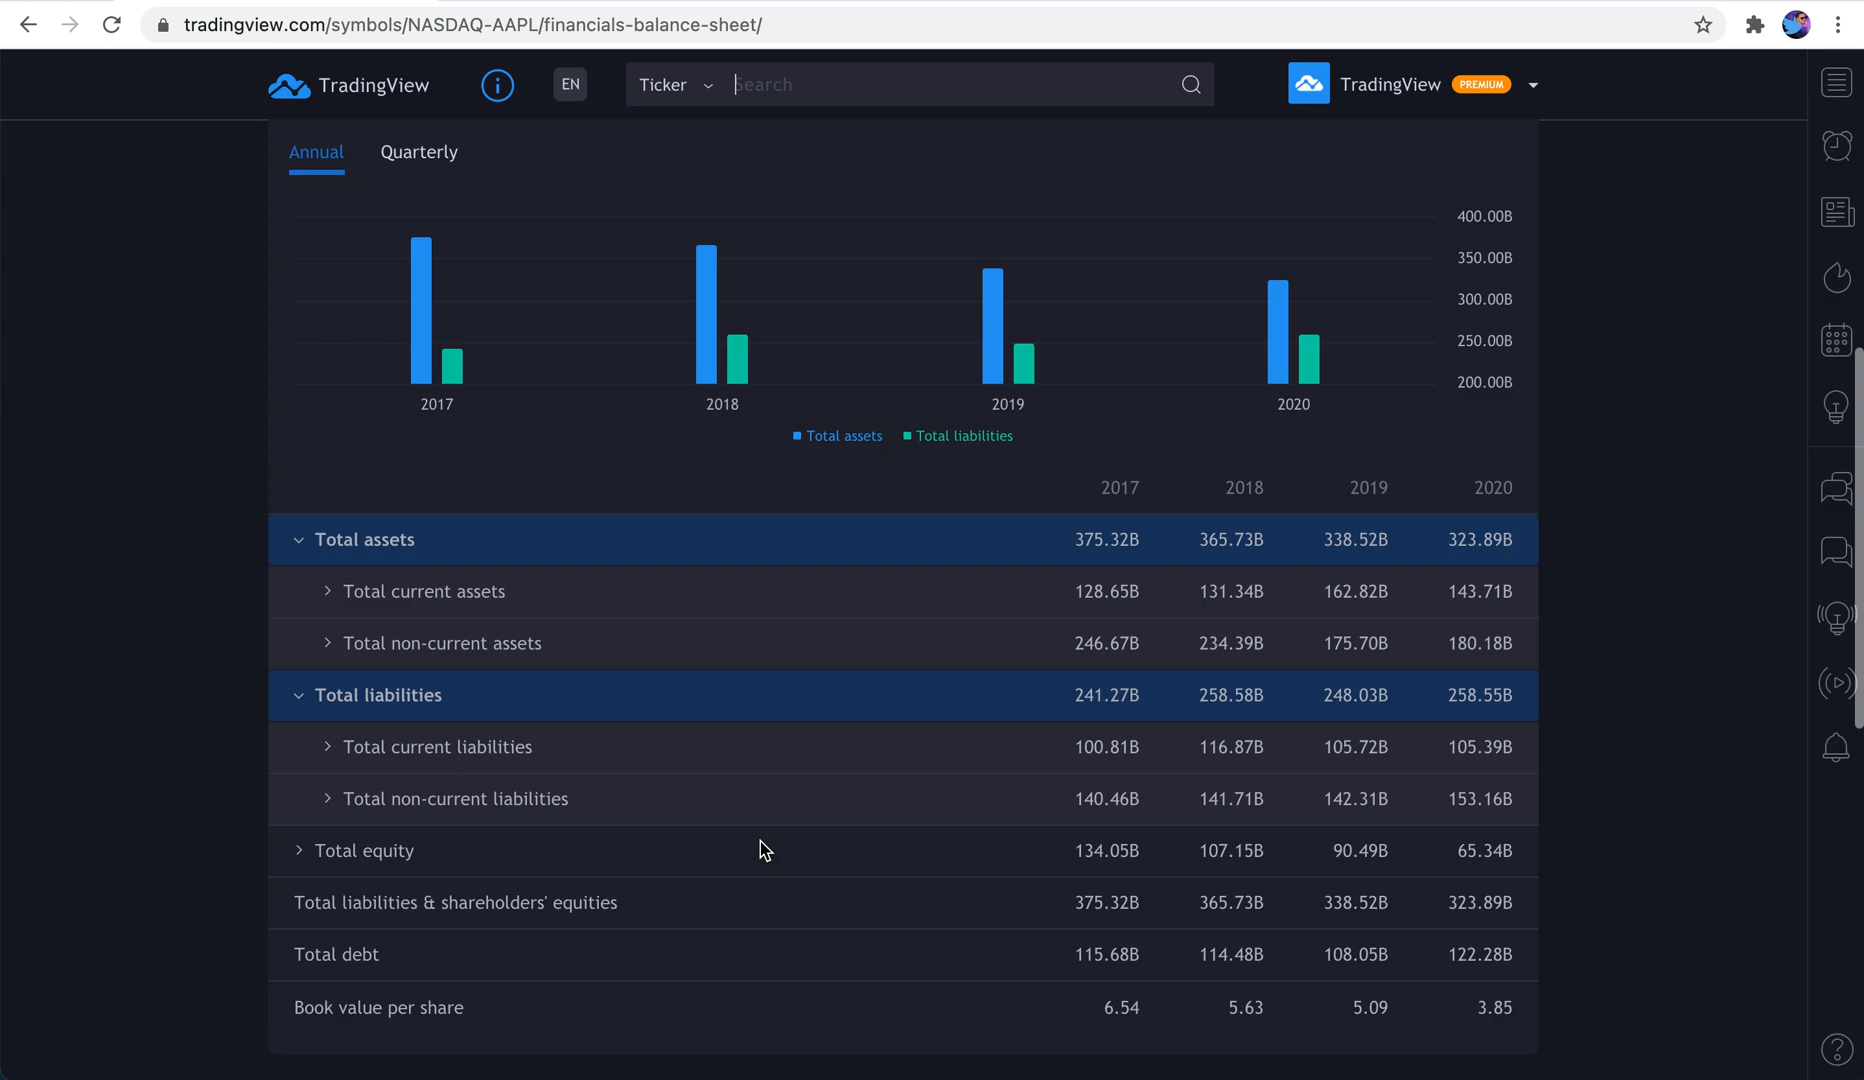 tradingview.com/symbols/NASDAQ-AAPL/financials-balance-sheet/
TradingView i EN Ticker Search TradingView PREMIUM
Annual Quarterly
400.00B
350.00B
300.00B
250.00B
200.00B
2017 2018 2019 2020
Total assets Total liabilities
2017 2018 2019 2020
Total assets 375.32B 365.73B 338.52B 323.89B
Total current assets 128.65B 131.34B 162.82B 143.71B
Total non-current assets 246.67B 234.39B 175.70B 180.18B
Total liabilities 241.27B 258.58B 248.03B 258.55B
Total current liabilities 100.81B 116.87B 105.72B 105.39B
Total non-current liabilities 140.46B 141.71B 142.31B 153.16B
Total equity 134.05B 107.15B 90.49B 65.34B
Total liabilities & shareholders' equities 375.32B 365.73B 338.52B 323.89B
Total debt 115.68B 114.48B 108.05B 122.28B
Book value per share 6.54 5.63 5.09 3.85